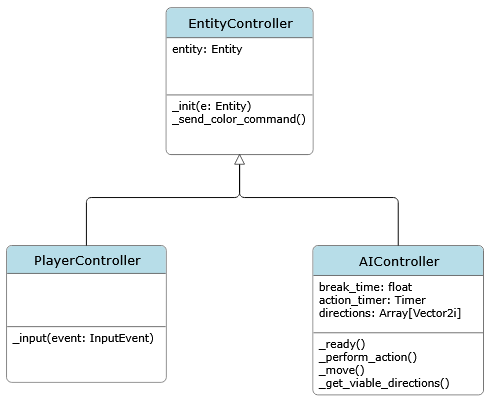 EntityController
entity: Entity
_init(e: Entity)
_send_color_command()
PlayerController
_input(event: InputEvent)
AIController
break_time: float
action_timer: Timer
directions: Array[Vector2i]
_ready()
_perform_action()
_move()
_get_viable_directions()